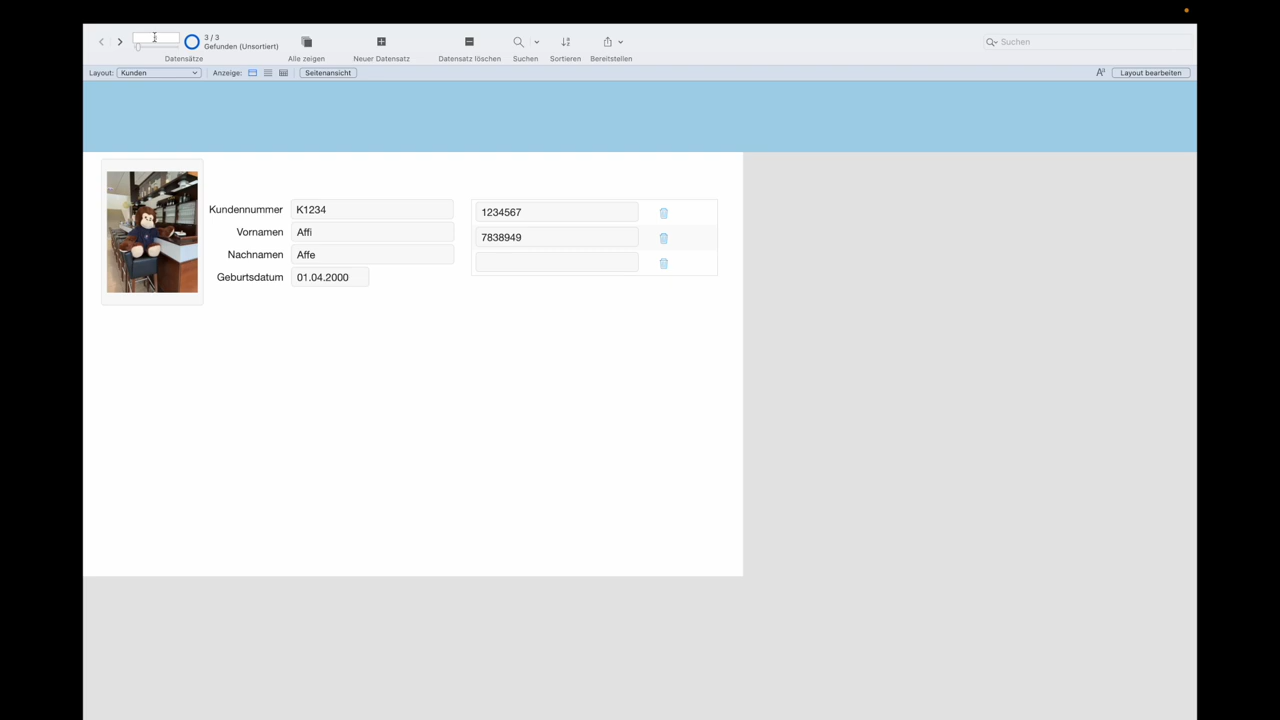 3 / 3
Gefunden (Unsortiert)
Datensätze
Alle zeigen
Neuer Datensatz
Datensatz löschen
Suchen
Sortieren
Bereitstellen
Suchen
Layout: Kunden
Anzeige:
Seitenansicht
Layout bearbeiten
Kundennummer K1234
Vornamen Affi
Nachnamen Affe
Geburtsdatum 01.04.2000
1234567
7838949